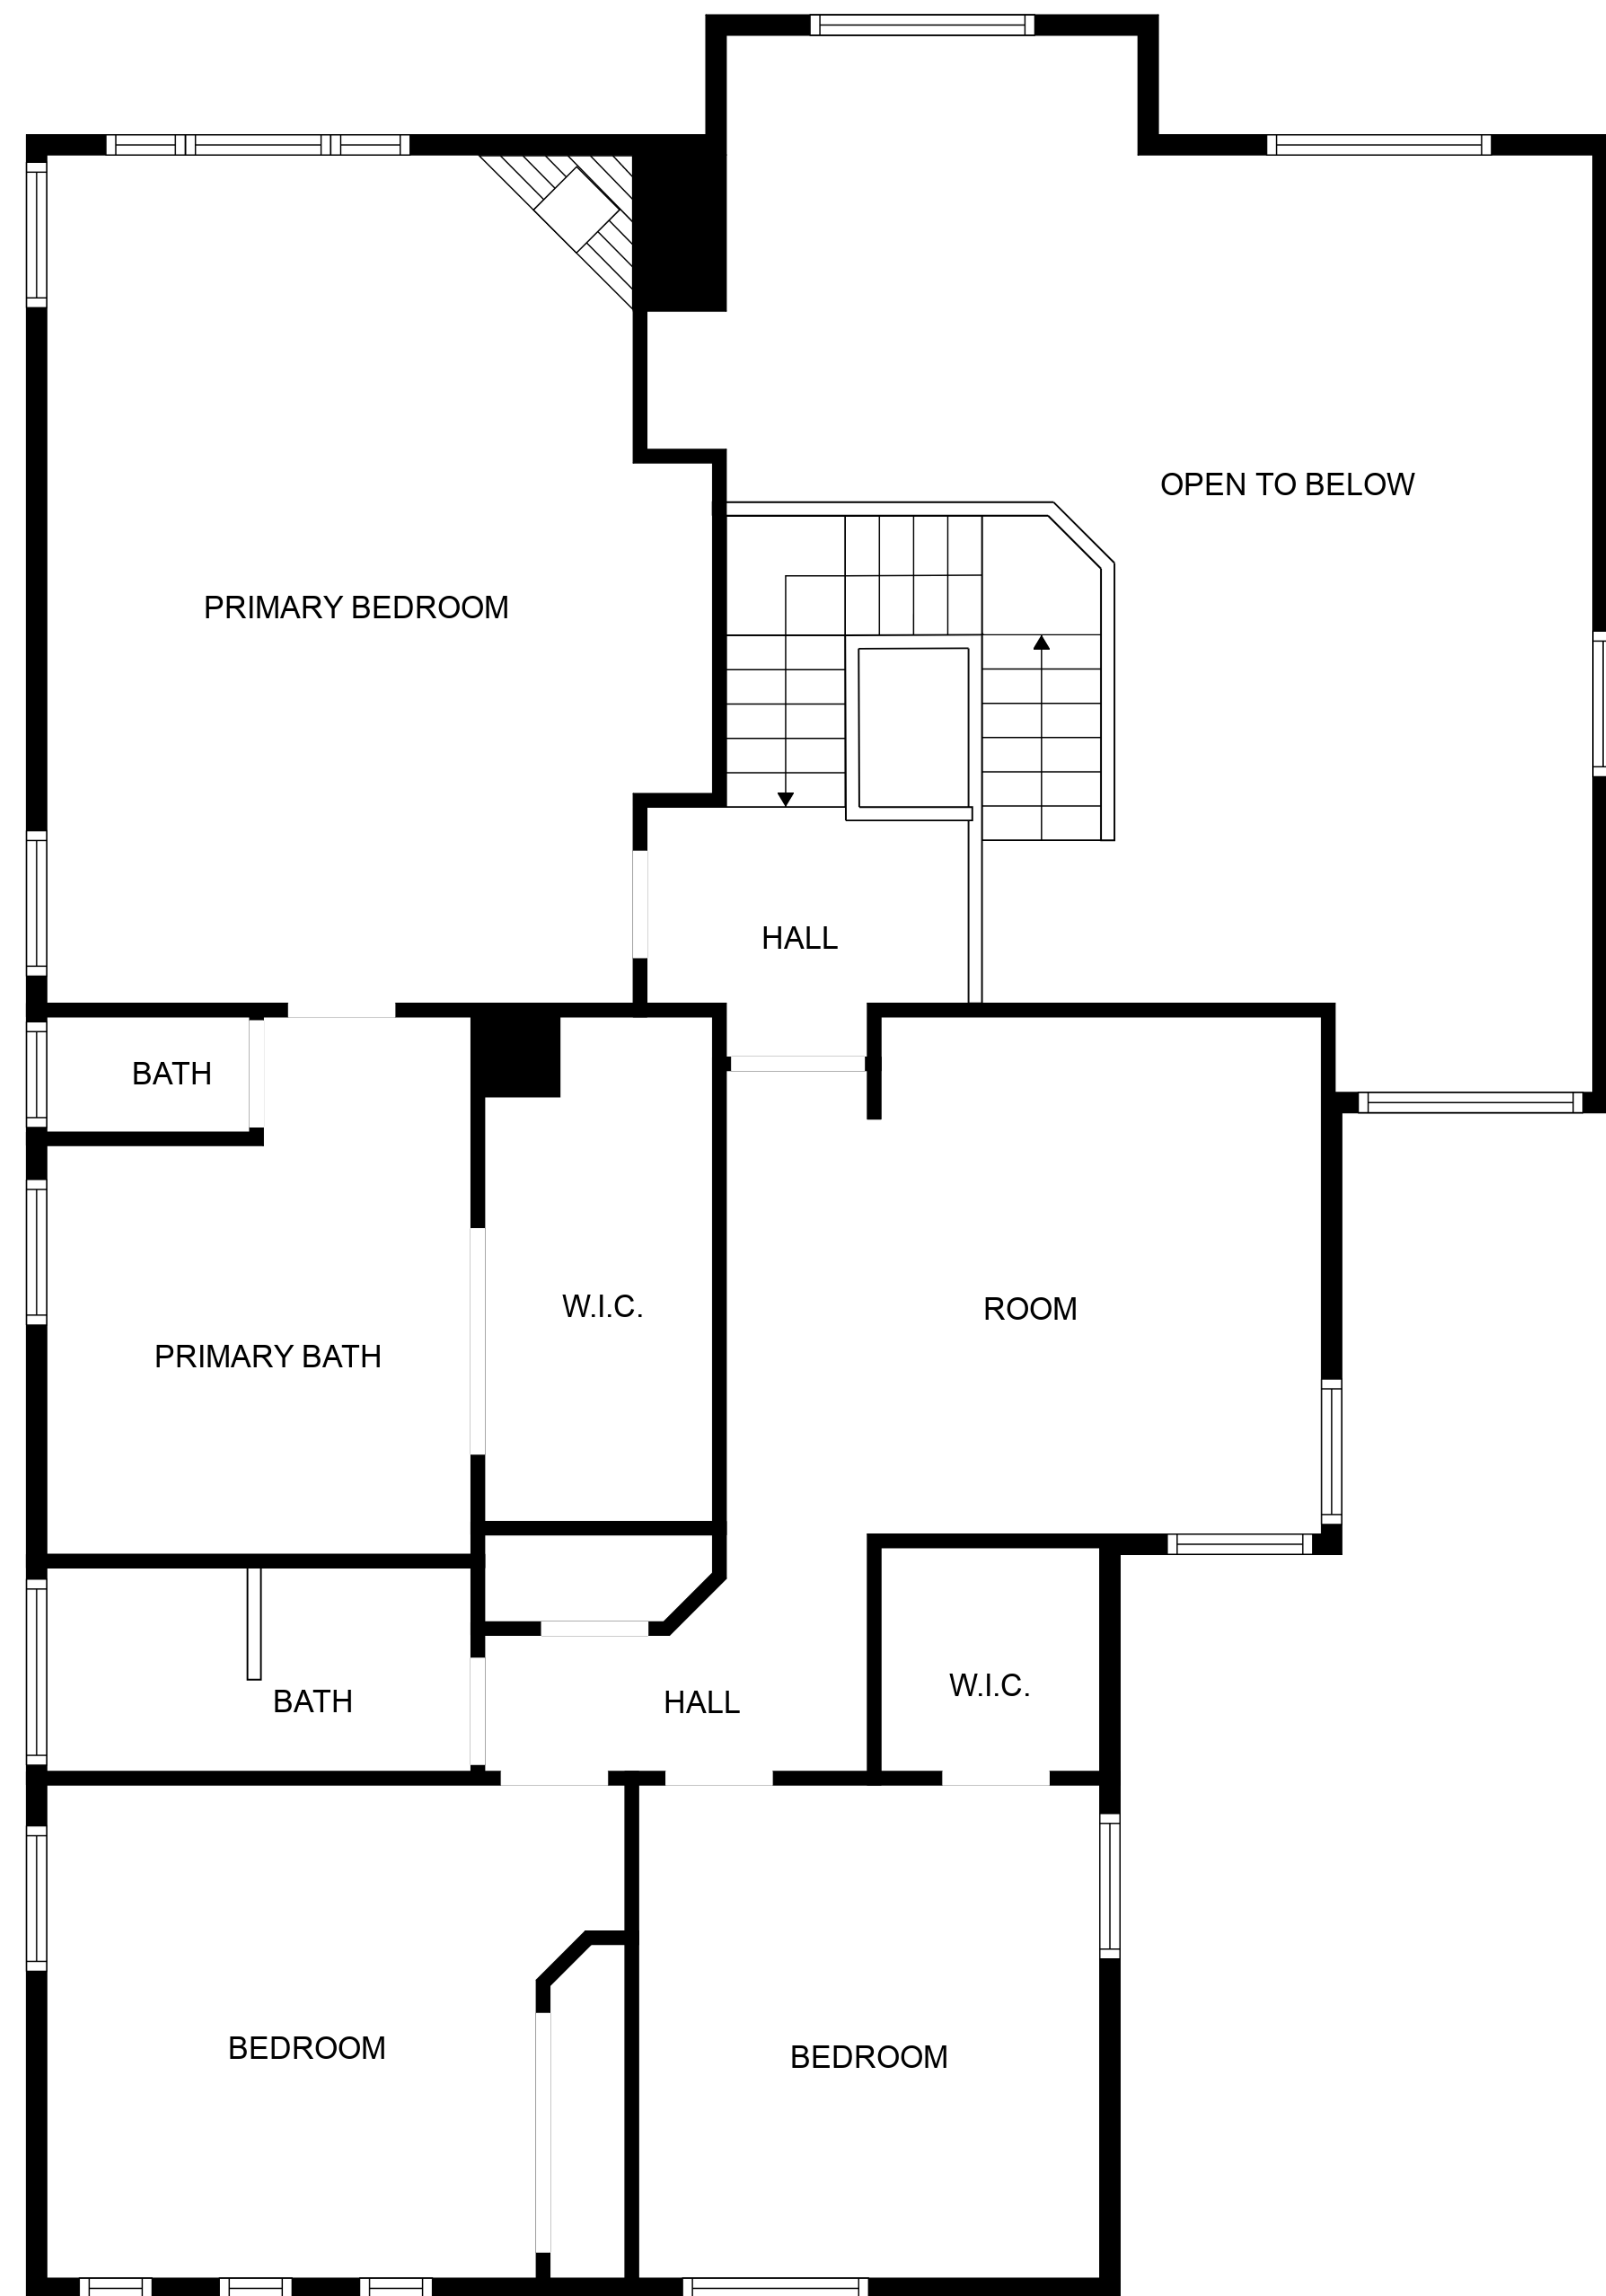 OPEN TO BELOW
PRIMARY BEDROOM
HALL
BATH
W.I.C.
ROOM
PRIMARY BATH
W.I.C.
BATH
HALL
BEDROOM
BEDROOM